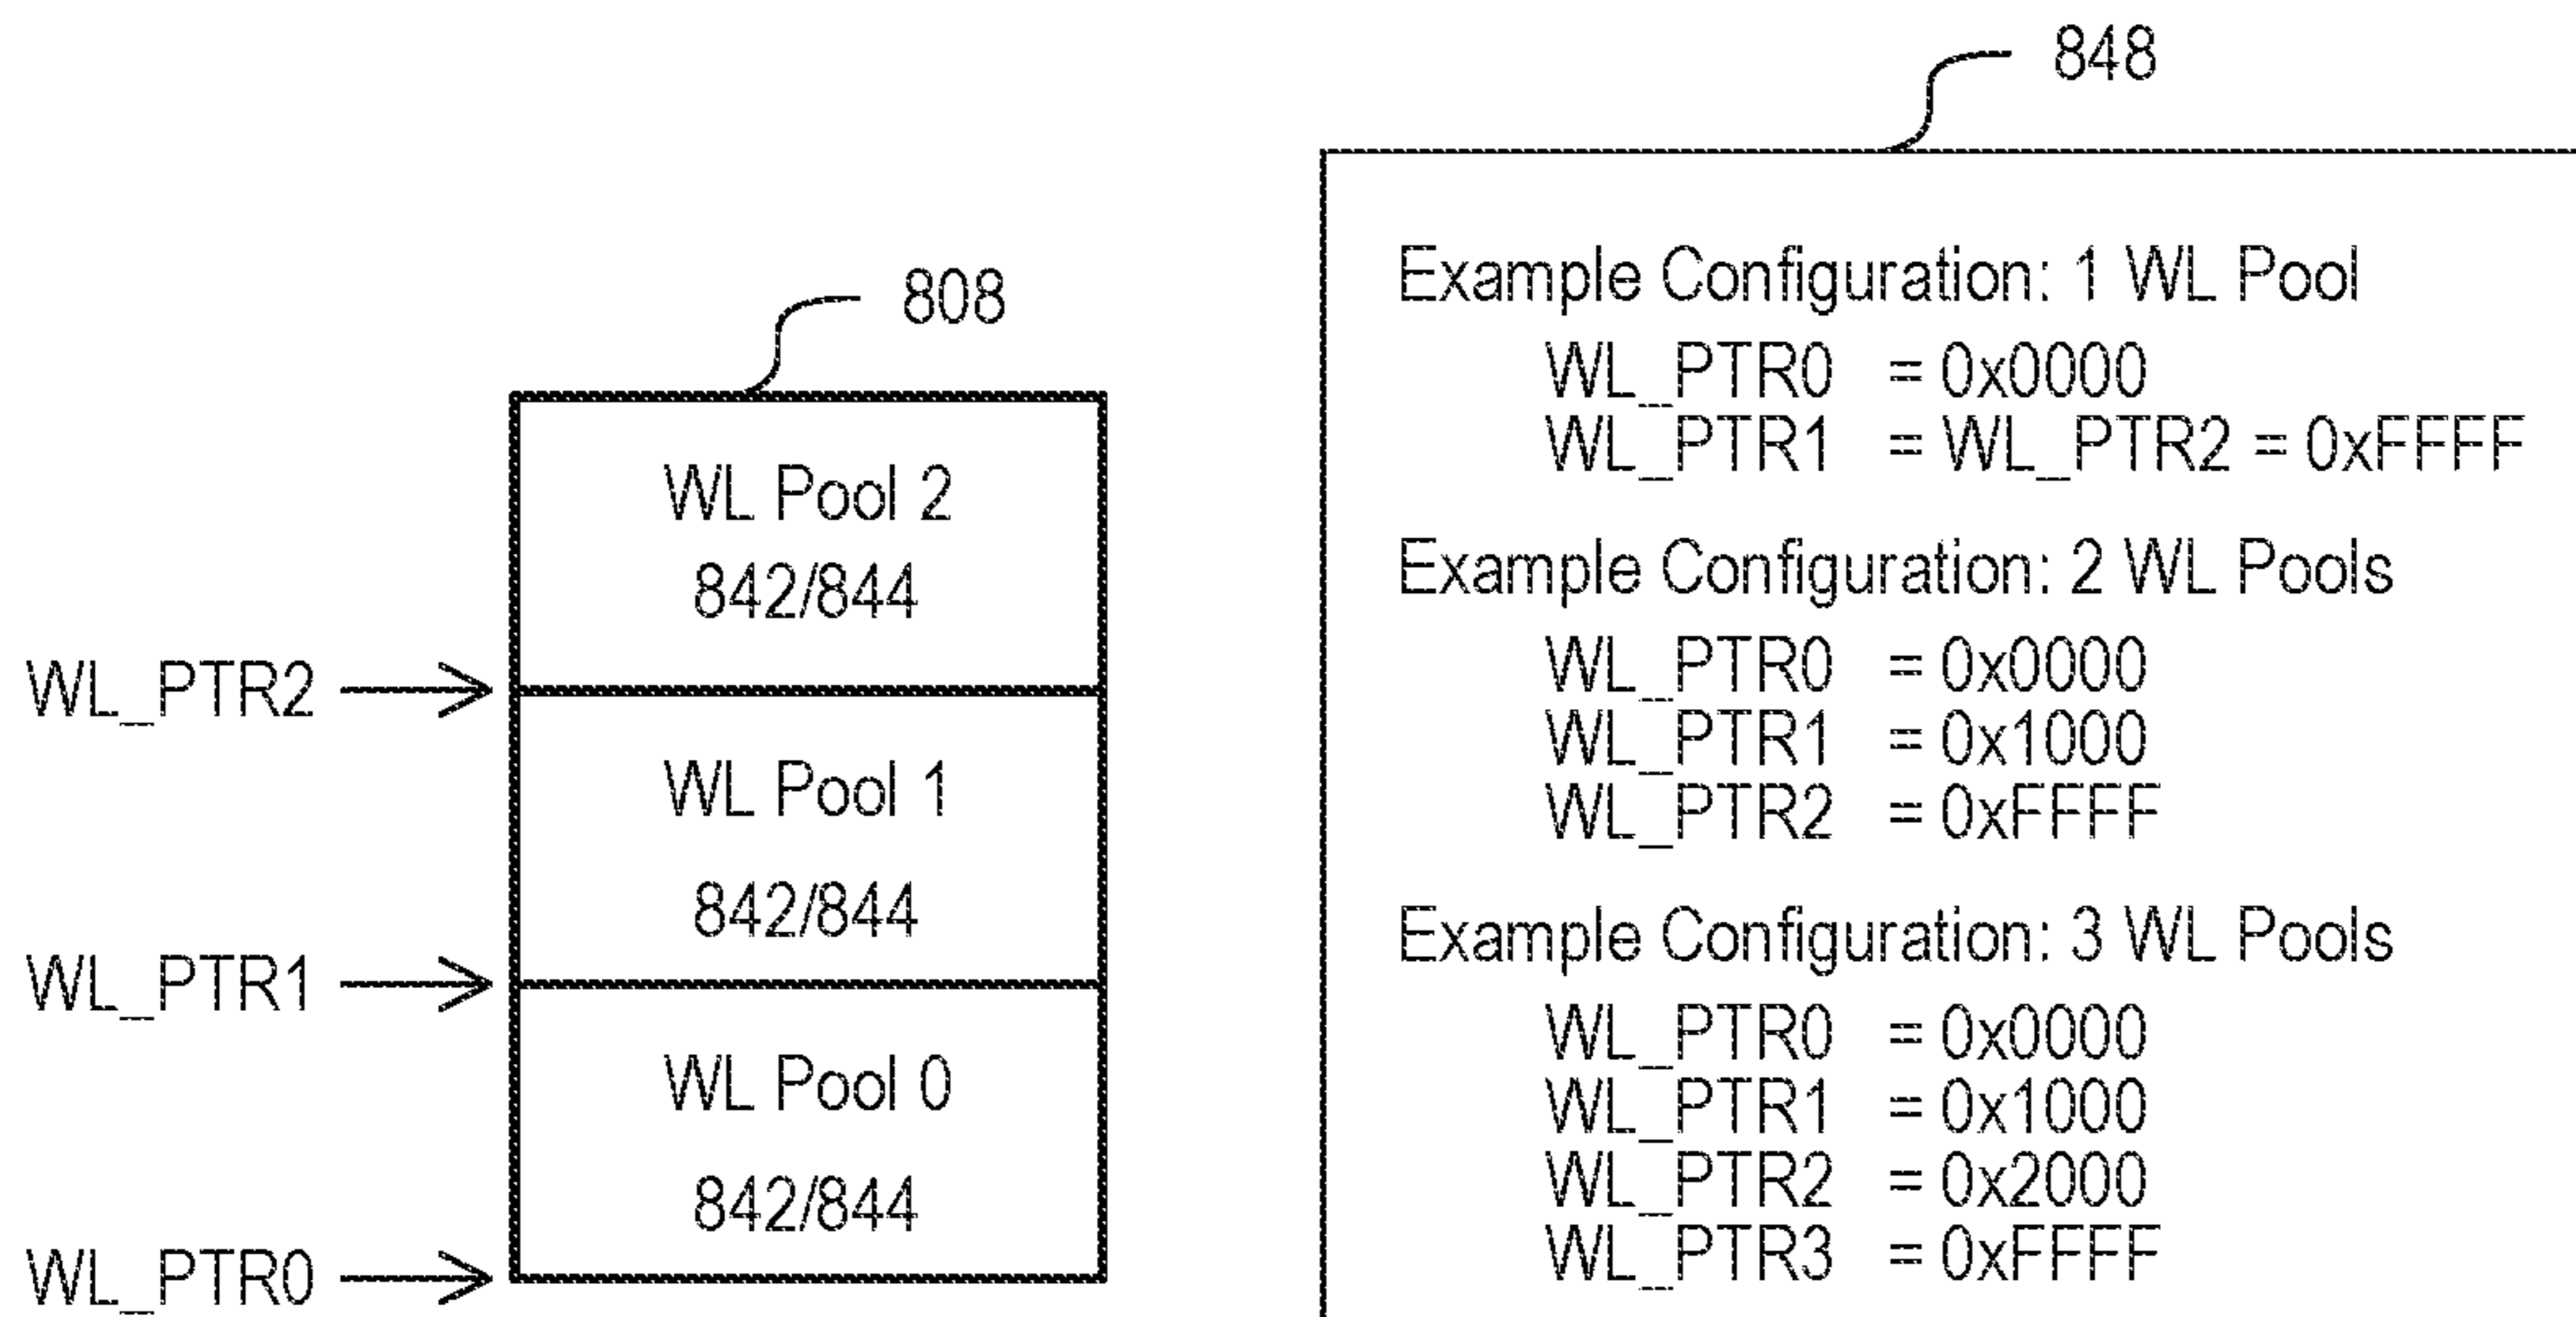 848
808
WL Pool 2
842/844
WL_PTR2
WL Pool 1
842/844
WL_PTR1
WL Pool 0
842/844
WL_PTR0
Example Configuration: 1 WL Pool
WL_PTR0 = 0x0000
WL_PTR1 = WL_PTR2 = 0xFFFF
Example Configuration: 2 WL Pools
WL_PTR0 = 0x0000
WL_PTR1 = 0x1000
WL_PTR2 = 0xFFFF
Example Configuration: 3 WL Pools
WL_PTR0 = 0x0000
WL_PTR1 = 0x1000
WL_PTR2 = 0x2000
WL_PTR3 = 0xFFFF